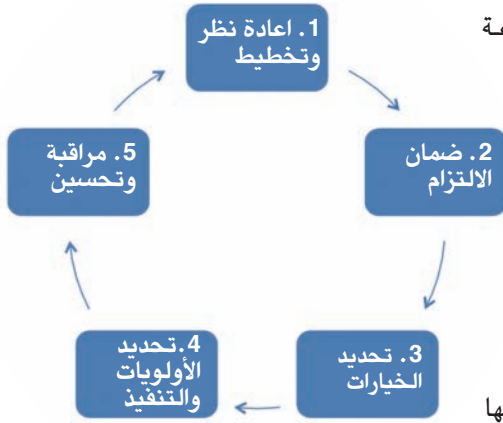 1. اعادة نظر
وتخطيط
2. ضمان
الالتزام
3. تحديد
الخيارات
4.تحديد
الأولويات
والتنفيذ
5. مراقبة
وتحسين